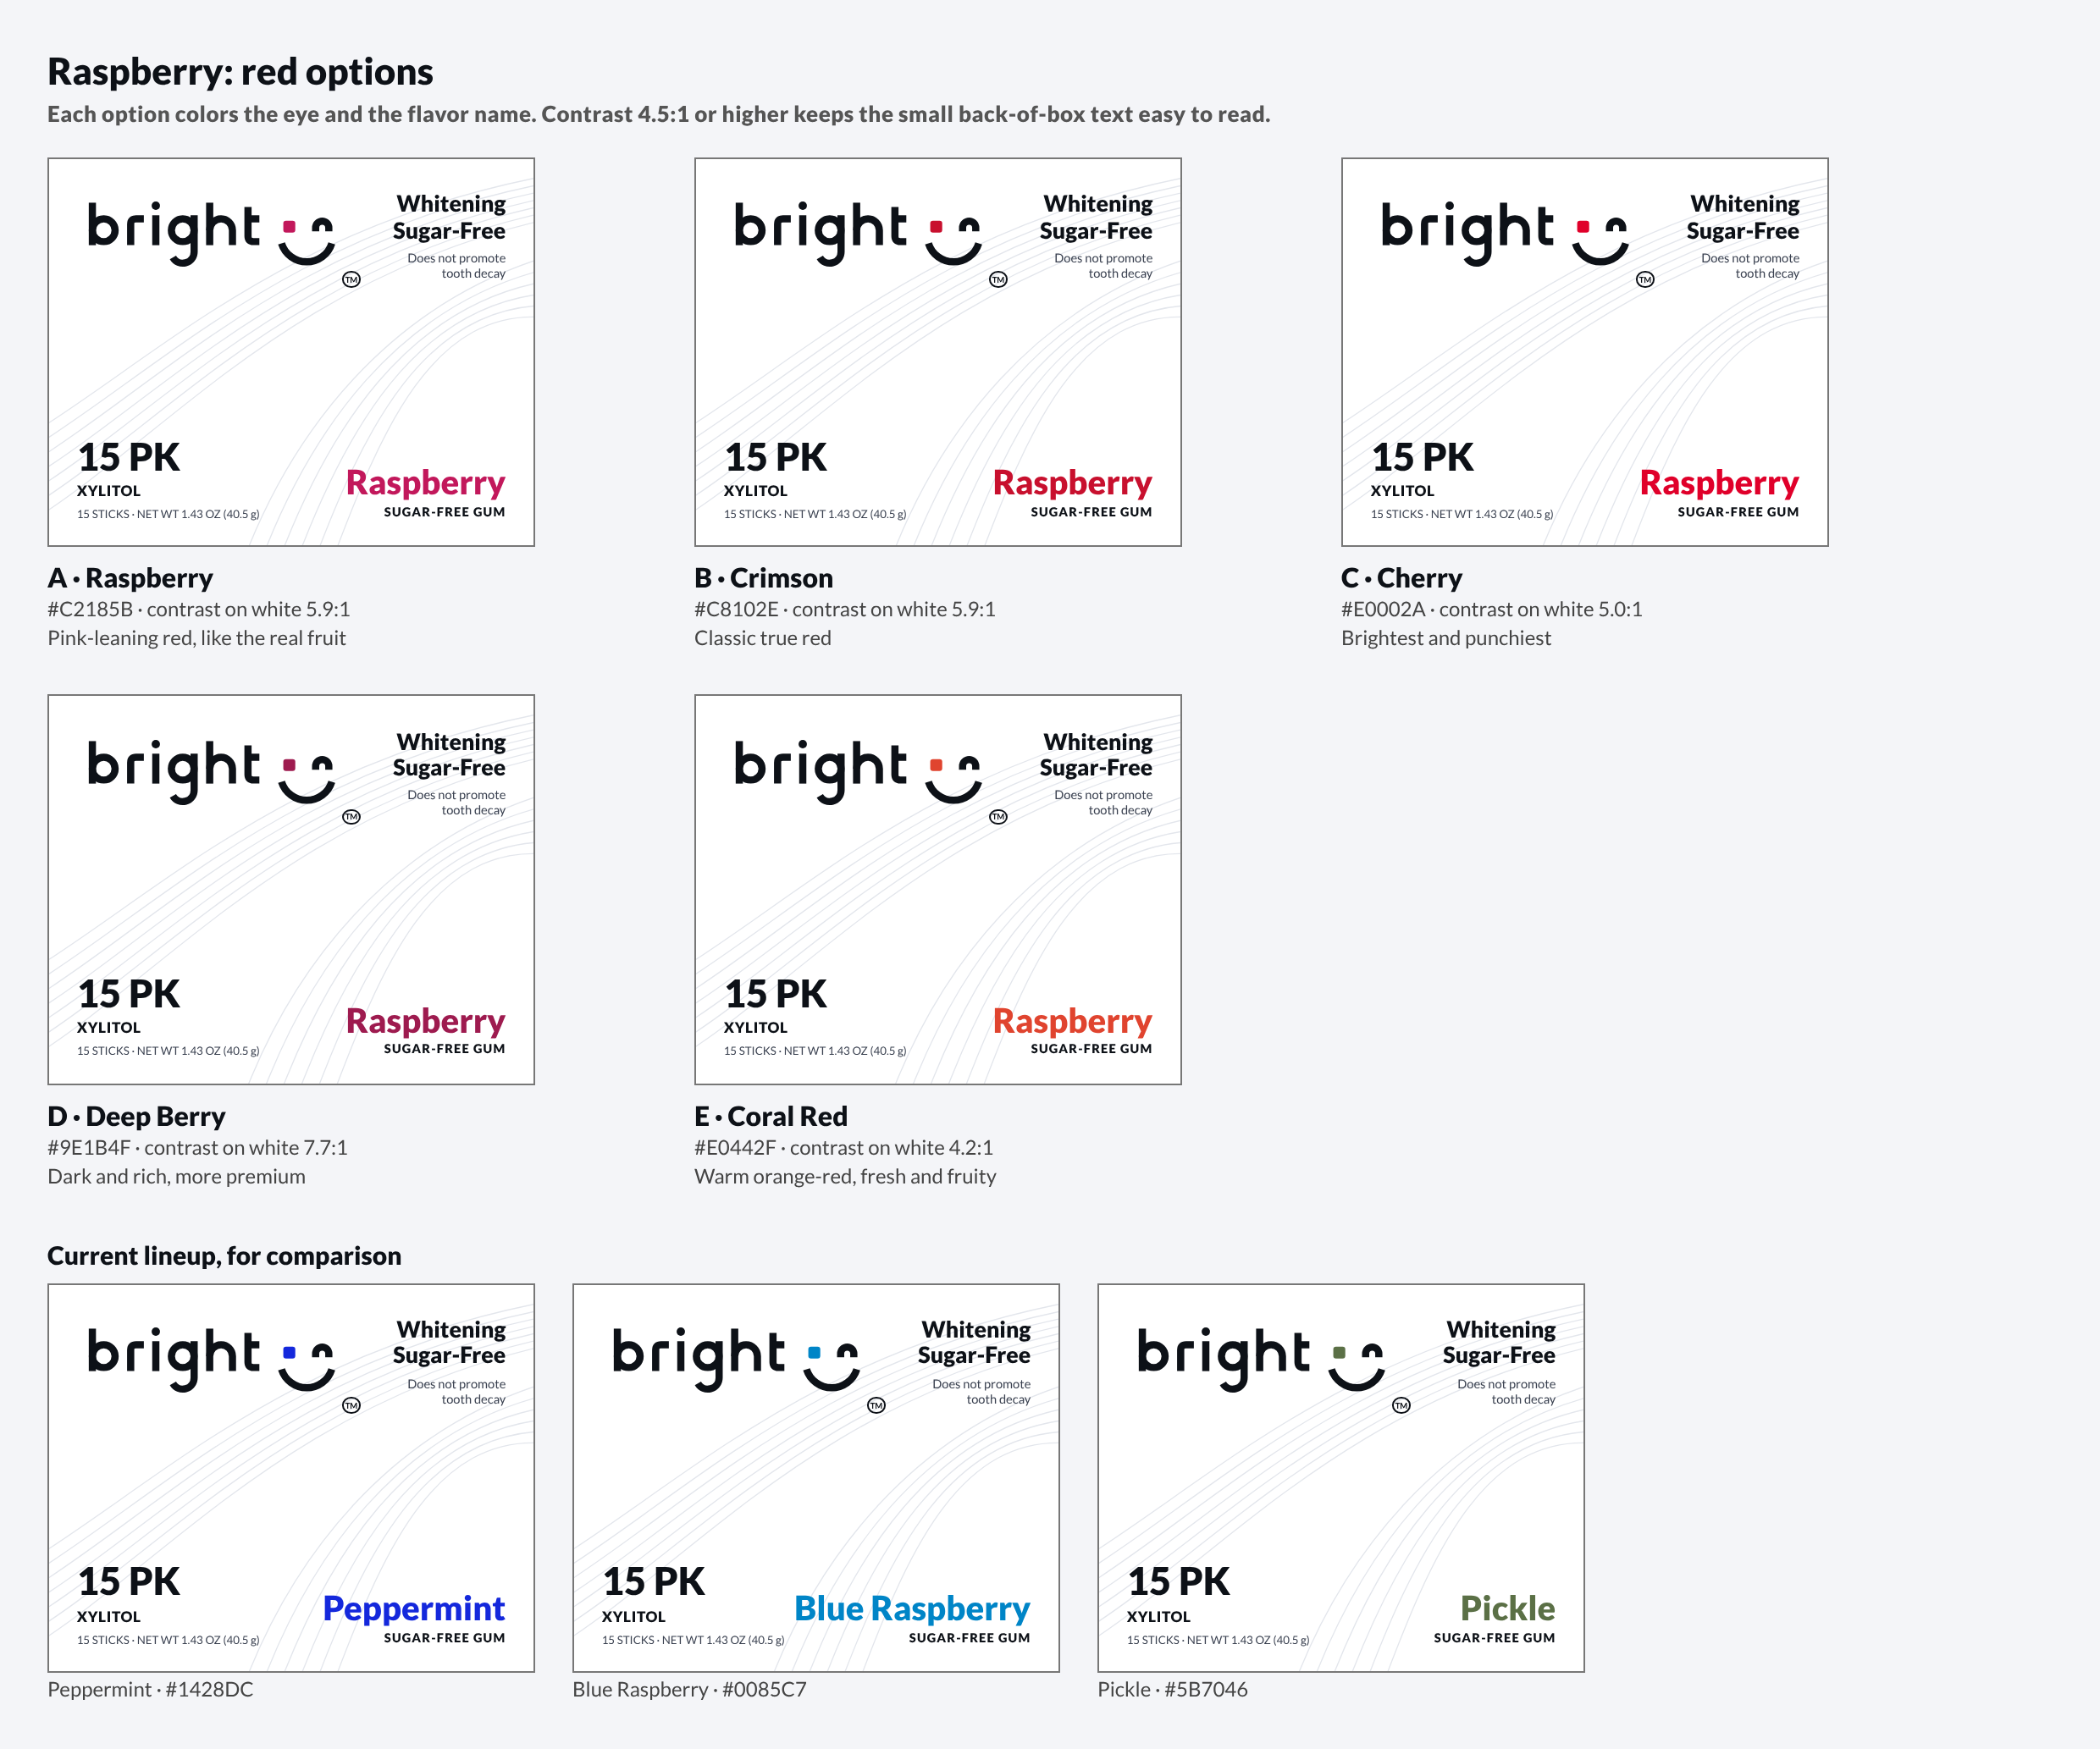 Raspberry: red options
Each option colors the eye and the flavor name. Contrast 4.5:1 or higher keeps the small back-of-box text easy to read.
bright
TM
Whitening
Sugar-Free
Does not promote
tooth decay
15 PK
XYLITOL
15 STICKS · NET WT 1.43 OZ (40.5 g)
Raspberry
SUGAR-FREE GUM
A · Raspberry
#C2185B · contrast on white 5.9:1
Pink-leaning red, like the real fruit
bright
TM
Whitening
Sugar-Free
Does not promote
tooth decay
15 PK
XYLITOL
15 STICKS · NET WT 1.43 OZ (40.5 g)
Raspberry
SUGAR-FREE GUM
B · Crimson
#C8102E · contrast on white 5.9:1
Classic true red
bright
TM
Whitening
Sugar-Free
Does not promote
tooth decay
15 PK
XYLITOL
15 STICKS · NET WT 1.43 OZ (40.5 g)
Raspberry
SUGAR-FREE GUM
C · Cherry
#E0002A · contrast on white 5.0:1
Brightest and punchiest
bright
TM
Whitening
Sugar-Free
Does not promote
tooth decay
15 PK
XYLITOL
15 STICKS · NET WT 1.43 OZ (40.5 g)
Raspberry
SUGAR-FREE GUM
D · Deep Berry
#9E1B4F · contrast on white 7.7:1
Dark and rich, more premium
bright
TM
Whitening
Sugar-Free
Does not promote
tooth decay
15 PK
XYLITOL
15 STICKS · NET WT 1.43 OZ (40.5 g)
Raspberry
SUGAR-FREE GUM
E · Coral Red
#E0442F · contrast on white 4.2:1
Warm orange-red, fresh and fruity
Current lineup, for comparison
bright
TM
Whitening
Sugar-Free
Does not promote
tooth decay
15 PK
XYLITOL
15 STICKS · NET WT 1.43 OZ (40.5 g)
Peppermint
SUGAR-FREE GUM
Peppermint · #1428DC
bright
TM
Whitening
Sugar-Free
Does not promote
tooth decay
15 PK
XYLITOL
15 STICKS · NET WT 1.43 OZ (40.5 g)
Blue Raspberry
SUGAR-FREE GUM
Blue Raspberry · #0085C7
bright
TM
Whitening
Sugar-Free
Does not promote
tooth decay
15 PK
XYLITOL
15 STICKS · NET WT 1.43 OZ (40.5 g)
Pickle
SUGAR-FREE GUM
Pickle · #5B7046